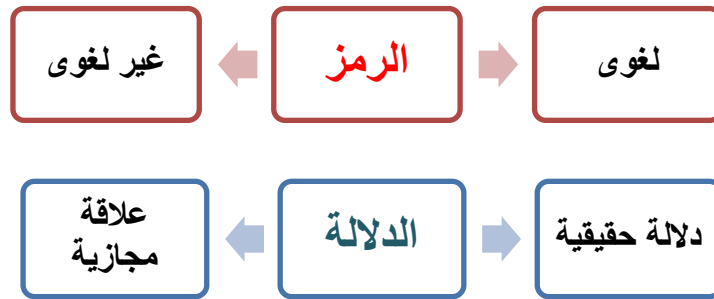 لغوى
الرمز
غير لغوى
دلالة حقيقية
الدلالة
علاقة
مجازية